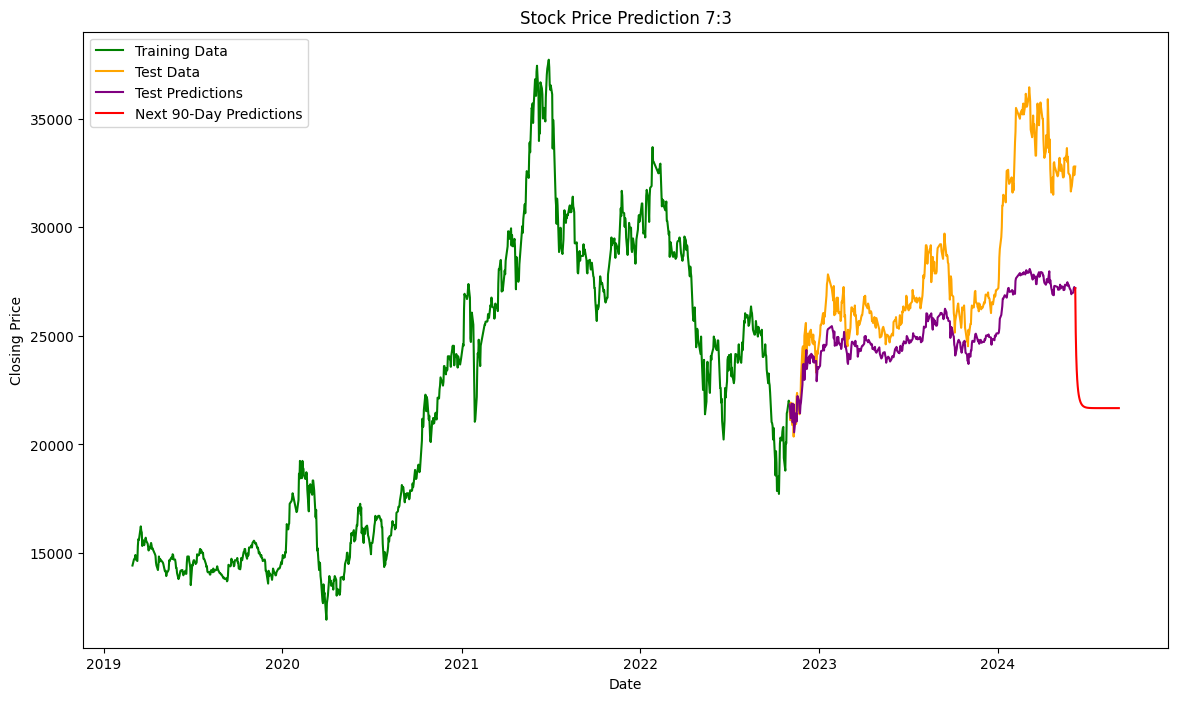 Stock Price Prediction 7:3
Training Data
Test Data
Test Predictions
Next 90-Day Predictions
Closing Price
35000
30000
25000
20000
15000
2019
2020
2021
2022
2023
2024
Date